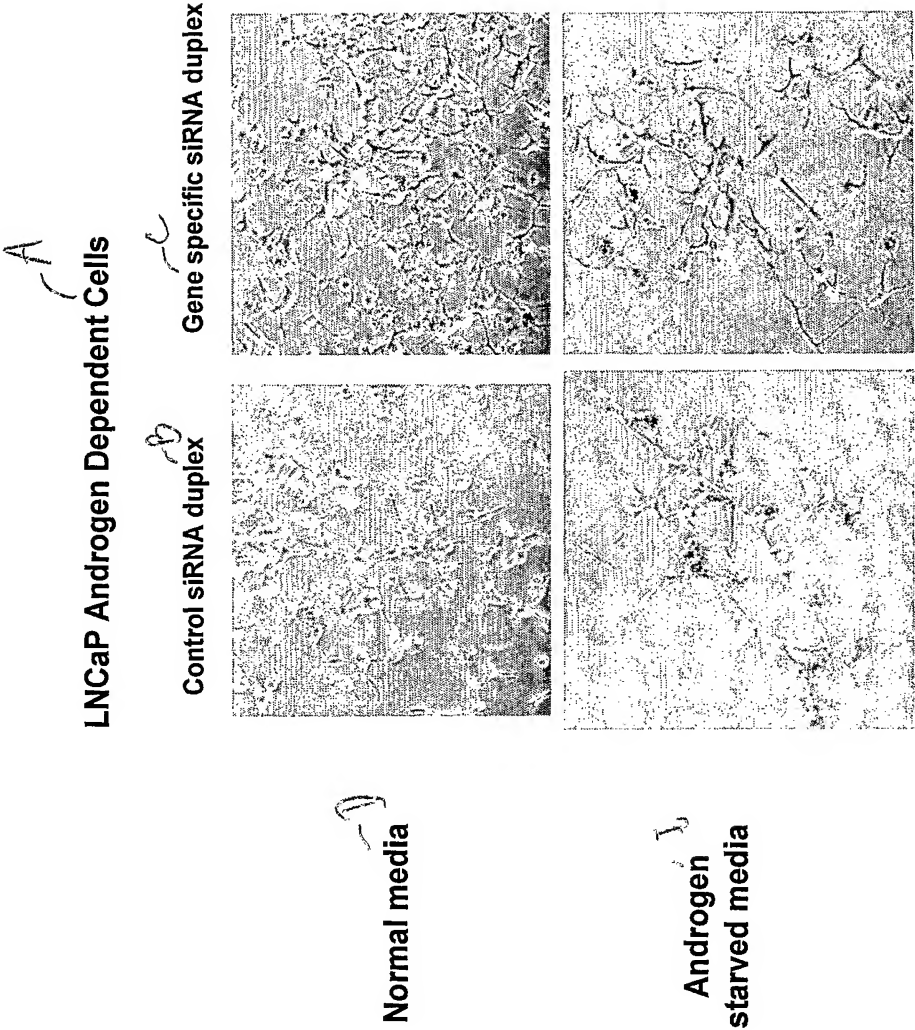 LNCaP Androgen Dependent Cells
A
Control siRNA duplex
B
Gene specific siRNA duplex
C
Normal media
D
Androgen
starved media